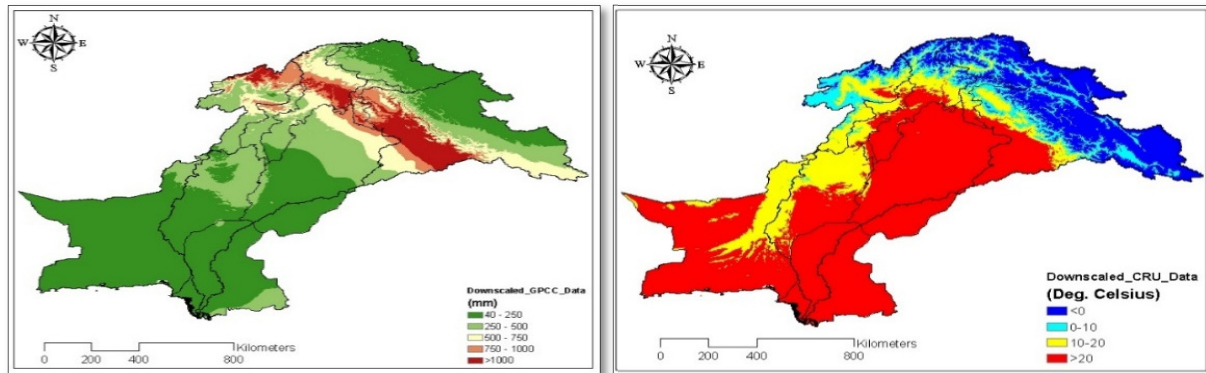 N
W E
S
Downscaled_GPCC_Data
(mm)
40 - 250
250 - 500
500 - 750
750 - 1000
>1000
Kilometers
0 200 400 800
N
W E
S
Downscaled_CRU_Data
(Deg. Celsius)
<0
0-10
10-20
>20
Kilometers
0 200 400 800